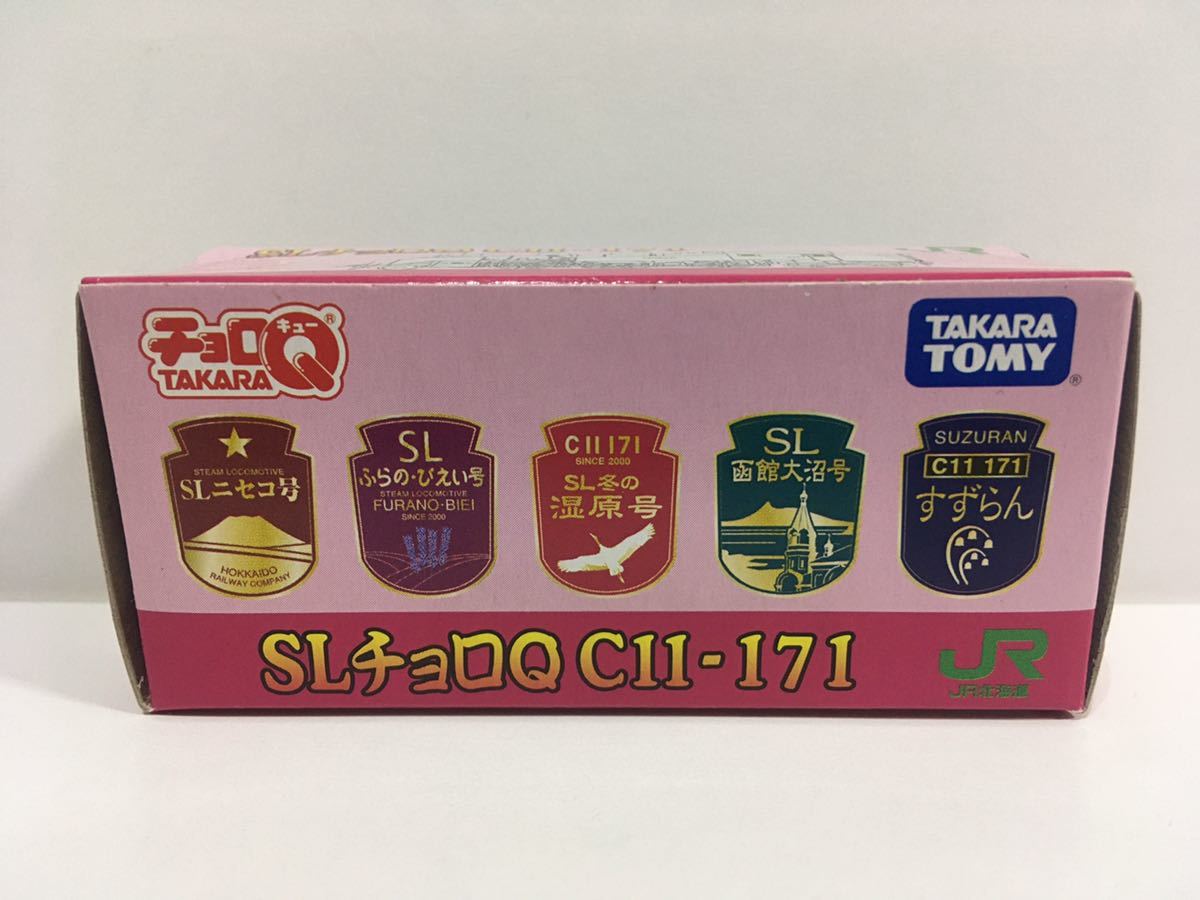 チョロQ
キュー
®
TAKARA
TAKARA
TOMY
®
STEAM LOCOMOTIVE
SLニセコ号
HOKKAIDO
RAILWAY COMPANY
SL
ふらの・びえい号
STEAM LOCOMOTIVE
FURANO・BIEI
SINCE 2000
C11 171
SINCE 2000
SL冬の
湿原号
SL
函館大沼号
SUZURAN
C11 171
すずらん
SLチョロQ C11-171
JR
JR北海道